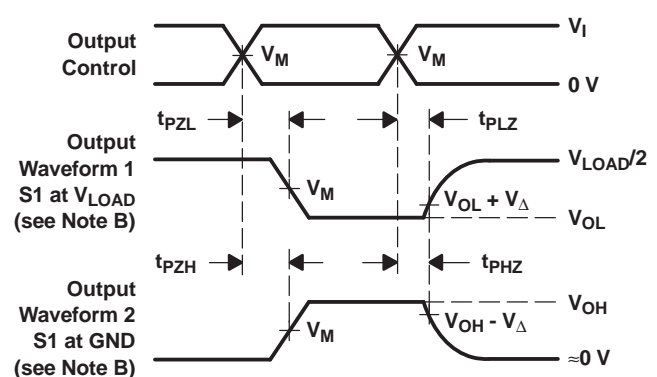 Output
Control
V_M
V_M
V_I
0 V
t_PZL
t_PLZ
Output
Waveform 1
S1 at V_LOAD
(see Note B)
V_M
V_LOAD/2
V_OL + V_Δ
V_OL
t_PZH
t_PHZ
Output
Waveform 2
S1 at GND
(see Note B)
V_M
V_OH
V_OH - V_Δ
≈0 V